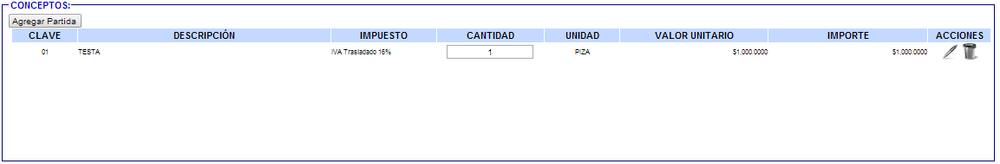 CONCEPTOS:
Agregar Partida
CLAVE DESCRIPCIÓN IMPUESTO CANTIDAD UNIDAD VALOR UNITARIO IMPORTE ACCIONES
01 TESTA IVA Trasladado 16% 1 PIZA $1,000.0000 $1,000.0000